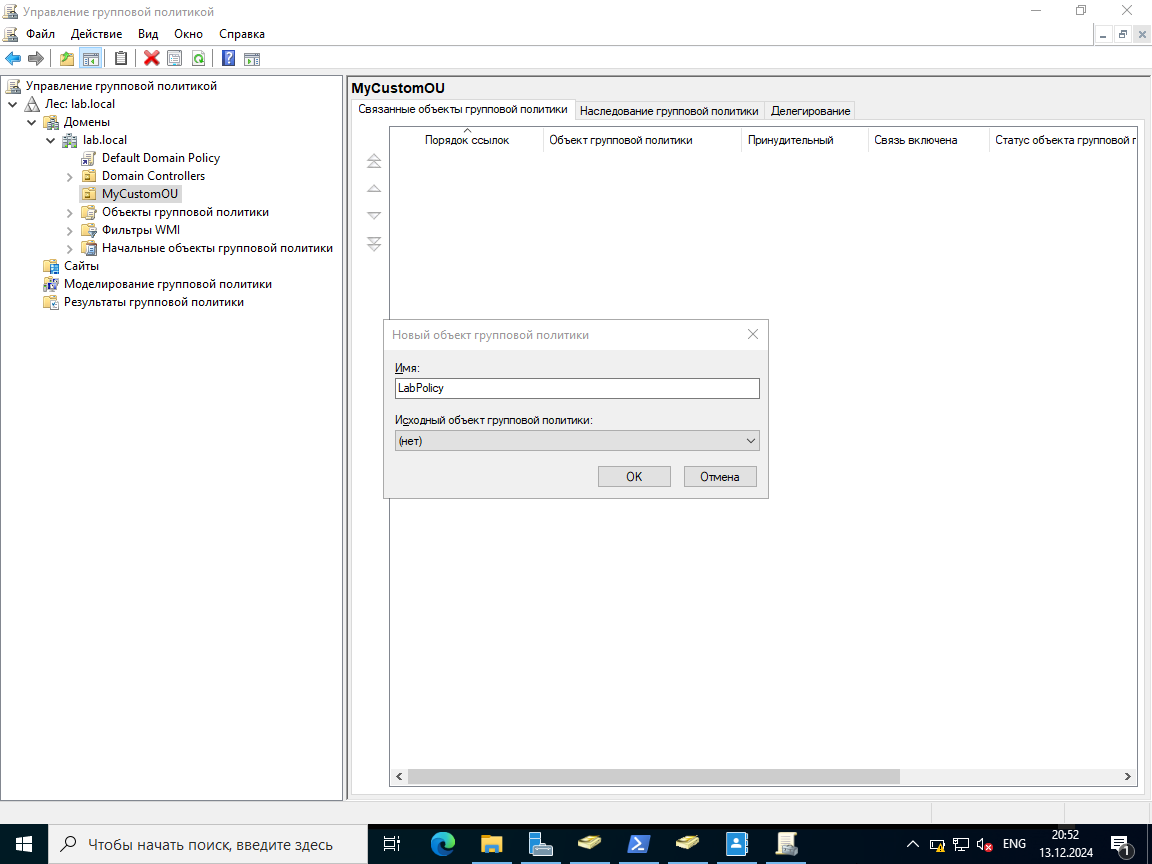 Управление групповой политикой
Файл Действие Вид Окно Справка
Управление групповой политикой
Лес: lab.local
Домены
lab.local
Default Domain Policy
Domain Controllers
MyCustomOU
Объекты групповой политики
Фильтры WMI
Начальные объекты групповой политики
Сайты
Моделирование групповой политики
Результаты групповой политики
MyCustomOU
Связанные объекты групповой политики Наследование групповой политики Делегирование
Порядок ссылок Объект групповой политики Принудительный Связь включена Статус объекта групповой г
Новый объект групповой политики
Имя:
LabPolicy
Исходный объект групповой политики:
(нет)
OK Отмена
Чтобы начать поиск, введите здесь
ENG
20:52
13.12.2024
1